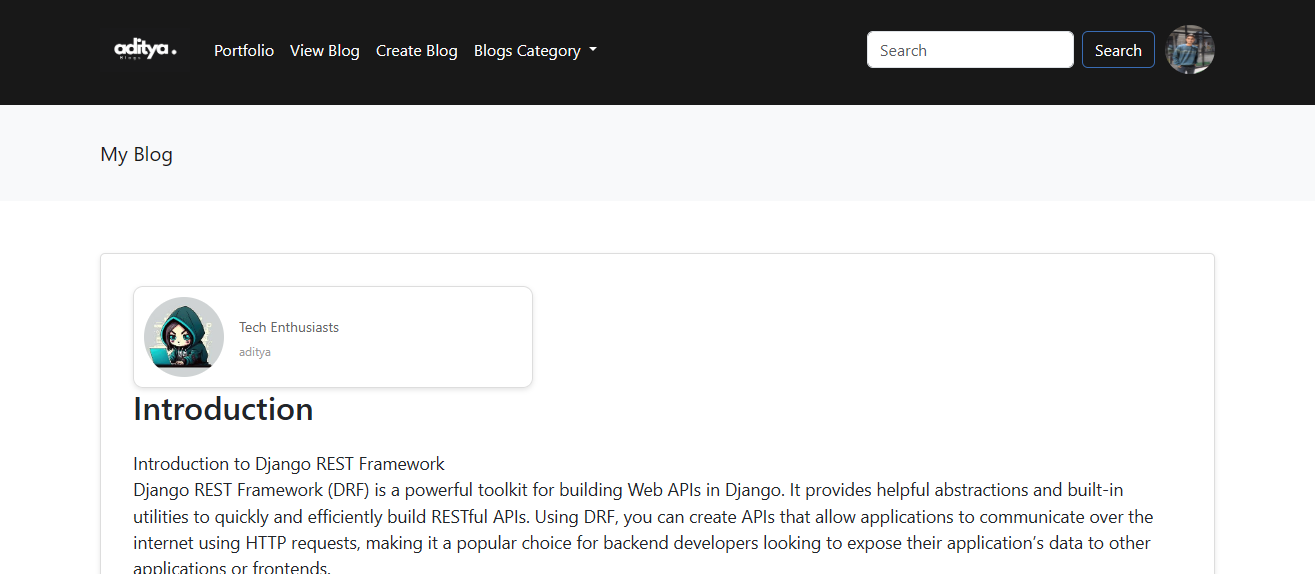 aditya.
Blogs
Portfolio View Blog Create Blog Blogs Category Search Search
My Blog
Tech Enthusiasts
aditya
Introduction
Introduction to Django REST Framework
Django REST Framework (DRF) is a powerful toolkit for building Web APIs in Django. It provides helpful abstractions and built-in
utilities to quickly and efficiently build RESTful APIs. Using DRF, you can create APIs that allow applications to communicate over the
internet using HTTP requests, making it a popular choice for backend developers looking to expose their application’s data to other
applications or frontends.